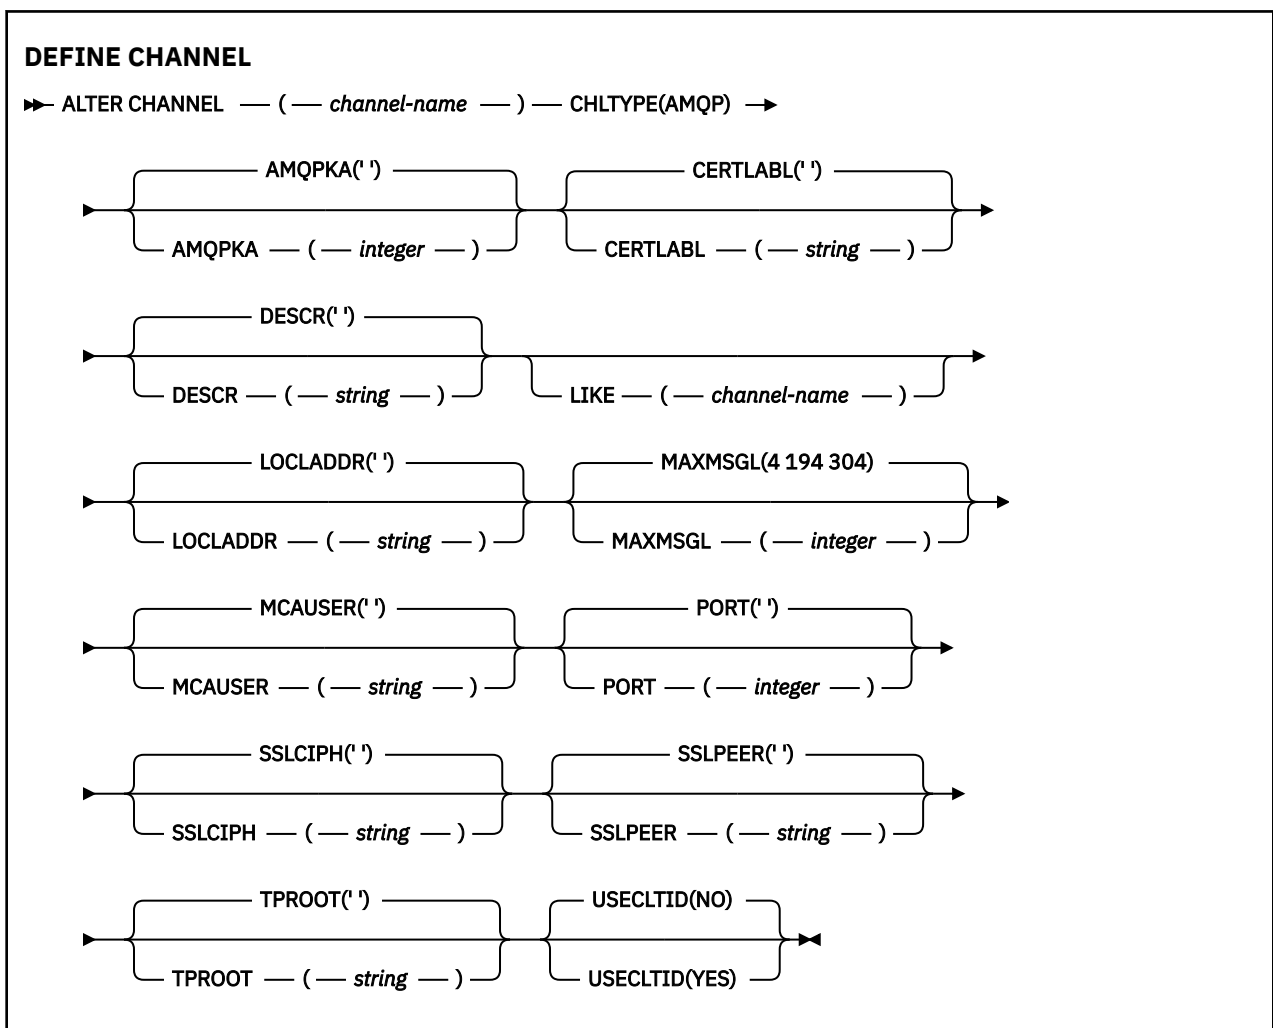 DEFINE CHANNEL
ALTER CHANNEL ( channel-name ) CHLTYPE(AMQP)
AMQPKA(' ') CERTLABL(' ')
AMQPKA ( integer ) CERTLABL ( string )
DESCR(' ')
DESCR ( string ) LIKE ( channel-name )
LOCLADDR(' ') MAXMSGL(4 194 304)
LOCLADDR ( string ) MAXMSGL ( integer )
MCAUSER(' ') PORT(' ')
MCAUSER ( string ) PORT ( integer )
SSLCIPH(' ') SSLPEER(' ')
SSLCIPH ( string ) SSLPEER ( string )
TPROOT(' ') USECLTID(NO)
TPROOT ( string ) USECLTID(YES)